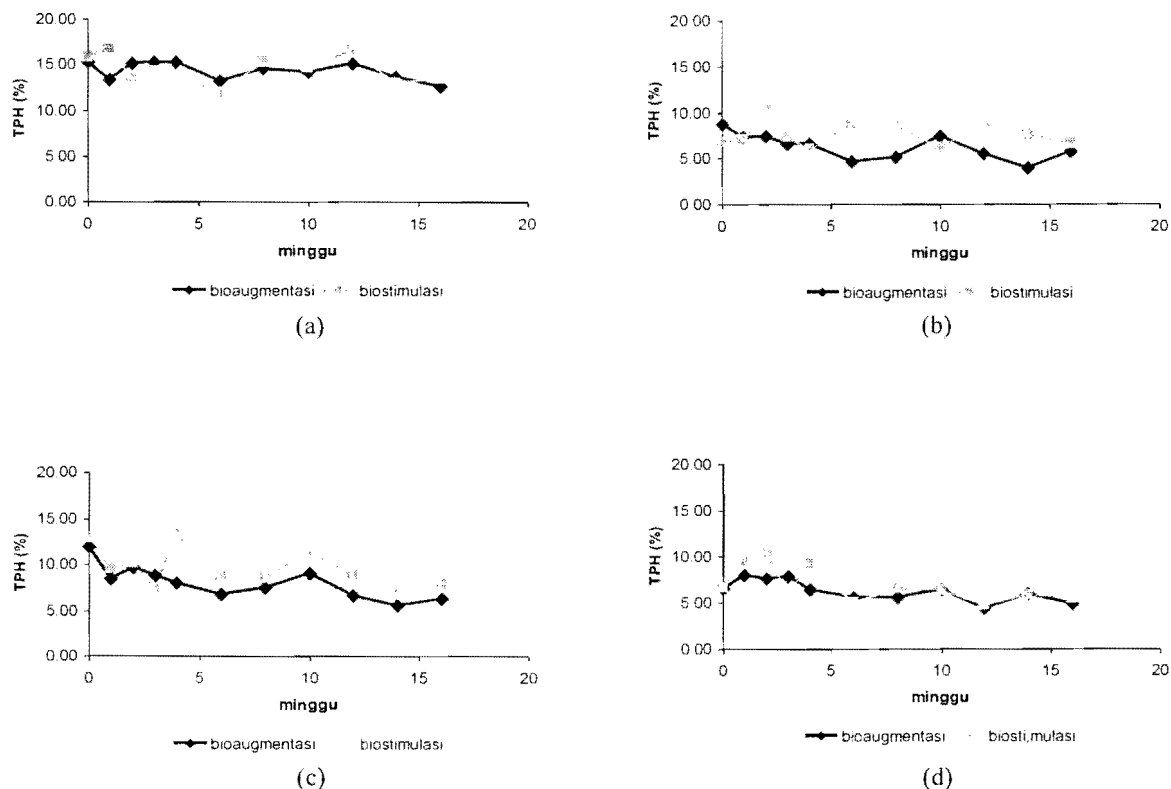 20 00
15.00
10 00
5 00
0.00
TPH (%)
0 5 10 15 20
minggu
bioaugmentasi biostimulasi
(a)
20 00
15 00
10 00
5 00
0 00
TPH (%)
0 5 10 15 20
minggu
bioaugmentasi biostimulasi
(b)
20 00
15 00
10 00
5.00
0.00
TPH (%)
0 5 10 15 20
minggu
bioaugmentasi biostimulasi
(c)
20 00
15 00
10 00
5 00
0 00
TPH (%)
0 5 10 15 20
minggu
bioaugmentasi biosti,mulasi
(d)